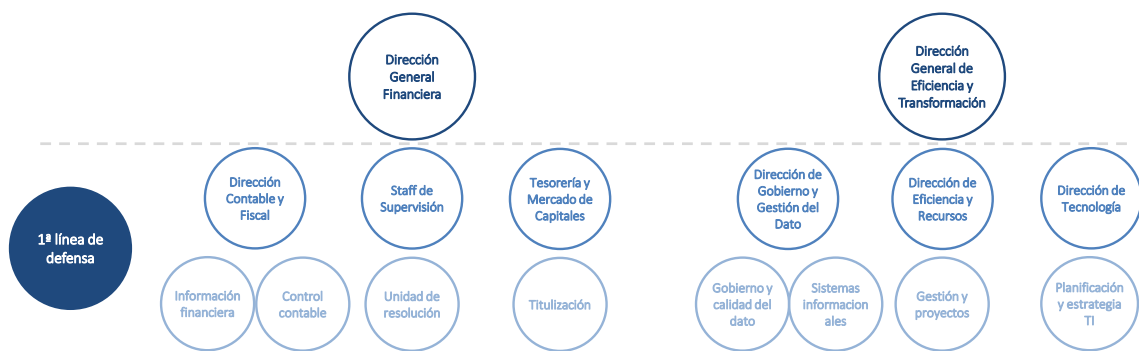 Dirección
General
Financiera
Dirección
General de
Eficiencia y
Transformación
1ª línea de
defensa
Dirección
Contable y
Fiscal
Staff de
Supervisión
Tesorería y
Mercado de
Capitales
Dirección de
Gobierno y
Gestión del
Dato
Dirección de
Eficiencia y
Recursos
Dirección de
Tecnología
Información
financiera
Control
contable
Unidad de
resolución
Titulización
Gobierno y
calidad del
dato
Sistemas
informacion
ales
Gestión y
proyectos
Planificación
y estrategia
TI